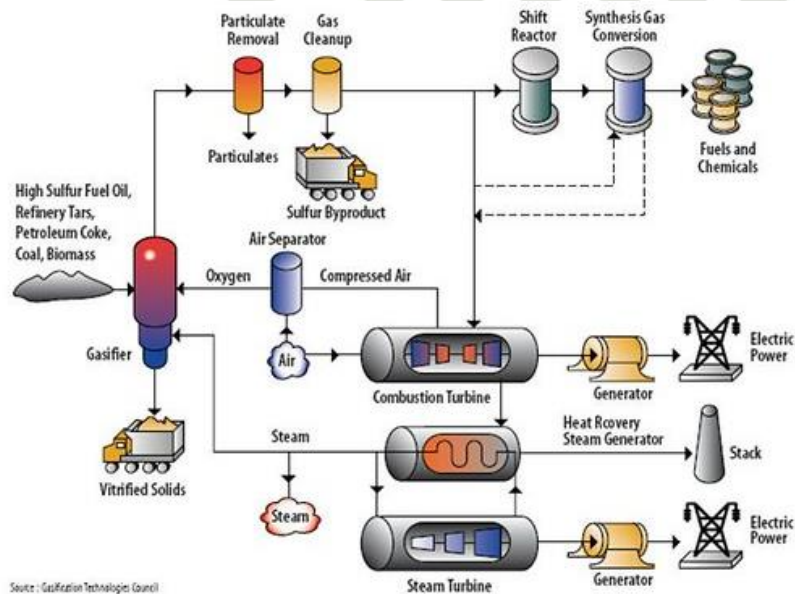 Particulate
Removal
Gas
Cleanup
Shift
Reactor
Synthesis Gas
Conversion
Particulates
Fuels and
Chemicals
High Sulfur Fuel Oil,
Refinery Tars,
Petroleum Coke,
Coal, Biomass
Sulfur Byproduct
Air Separator
Oxygen
Compressed Air
Gasifier
Air
Electric
Power
Generator
Combustion Turbine
Steam
Heat Rcovery
Steam Generator
Stack
Vitrified Solids
Steam
Electric
Power
Generator
Steam Turbine
Source : Gasification Technologies Council